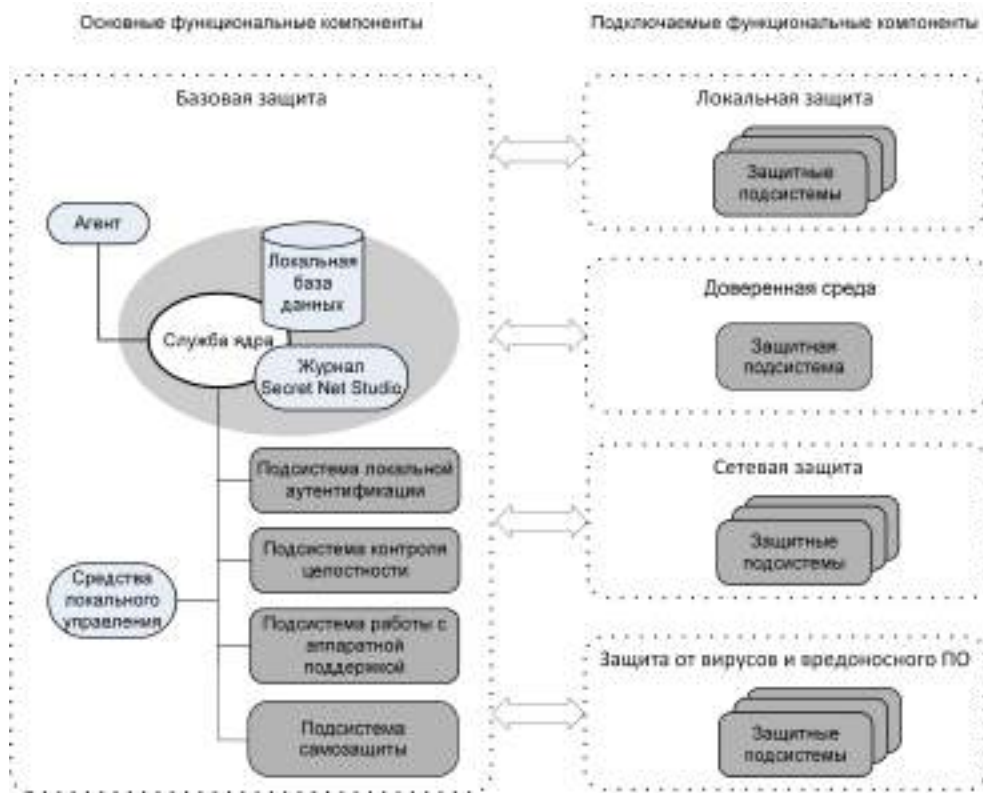 Основные функциональные компоненты
Базовая защита
Агент
Локальная
база
данных
Служба ядра
Журнал
Secret Net Studio
Подсистема локальной
аутентификации
Подсистема контроля
целостности
Средства
локального
управления
Подсистема работы с
аппаратной
поддержкой
Подсистема
самозащиты
Подключаемые функциональные компоненты
Локальная защита
Защитные
подсистемы
Доверенная среда
Защитная
подсистема
Сетевая защита
Защитные
подсистемы
Защита от вирусов и вредоносного ПО
Защитные
подсистемы